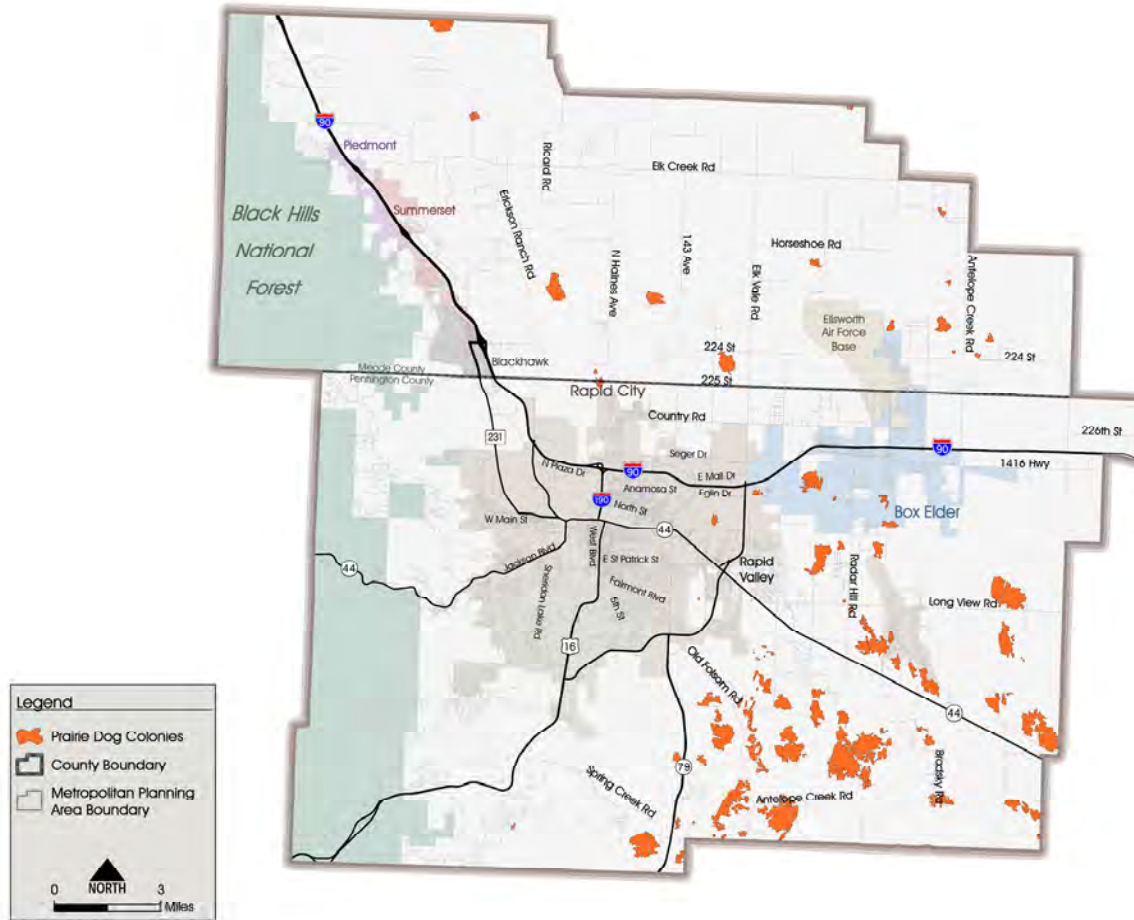 90
Piedmont
Ricard Rd
Elk Creek Rd
Erickson Ranch Rd
Summerset
Black Hills
National
Forest
N Haines Ave
143 Ave
Horseshoe Rd
Elk Vale Rd
Antelope Creek Rd
Ellsworth
Air Force
Base
224 St
224 St
Blackhawk
Meade County
Pennington County
225 St
Rapid City
Country Rd
226th St
231
Seger Dr
90
N Plaza Dr
90
E Mall Dr
1416 Hwy
Anamosa St
Eglin Dr
190
North St
Box Elder
W Main St
44
West Blvd
Jackson Blvd
E St Patrick St
Rapid
Valley
44
Sheridan Lake Rd
Fairmont Blvd
5th St
Radar Hill Rd
Long View Rd
16
Old Folsom Rd
44
79
Bradsky Rd
Spring Creek Rd
Antelope Creek Rd
Legend
Prairie Dog Colonies
County Boundary
Metropolitan Planning
Area Boundary
NORTH
0 3
Miles